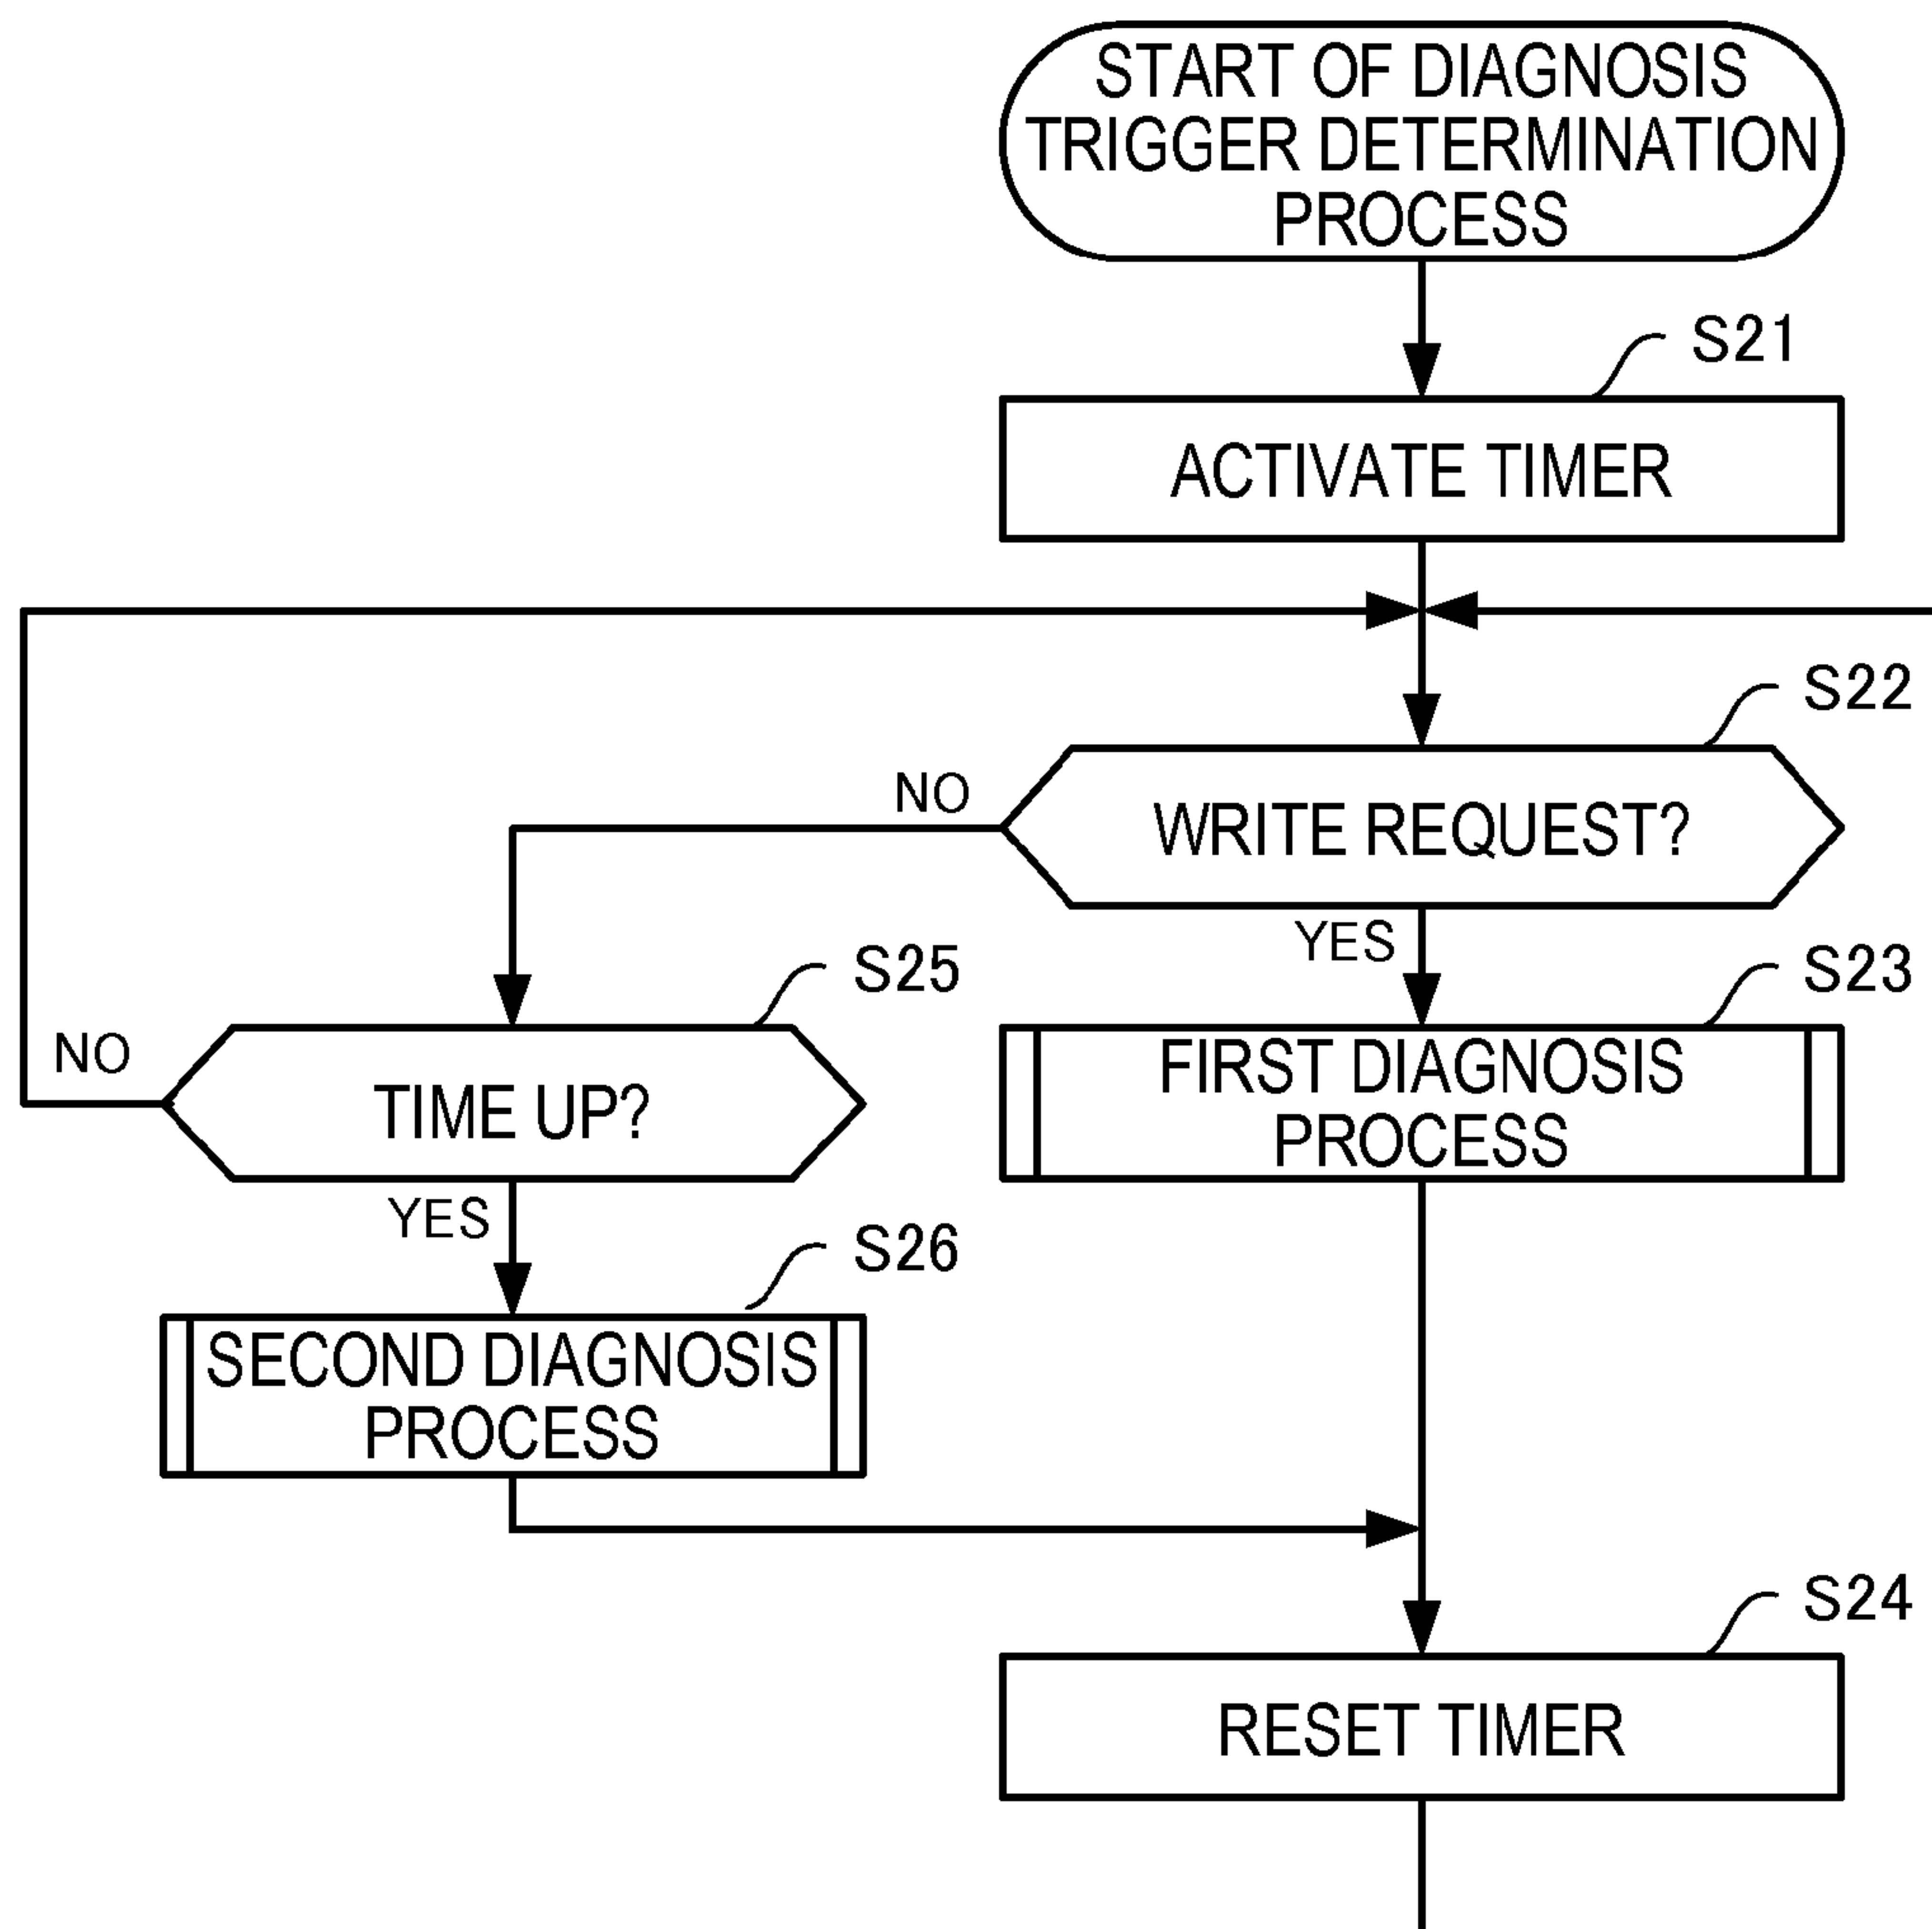 START OF DIAGNOSIS
TRIGGER DETERMINATION
PROCESS
S21
ACTIVATE TIMER
S22
NO
WRITE REQUEST?
YES
S25
S23
NO
TIME UP?
FIRST DIAGNOSIS
PROCESS
YES
S26
SECOND DIAGNOSIS
PROCESS
S24
RESET TIMER